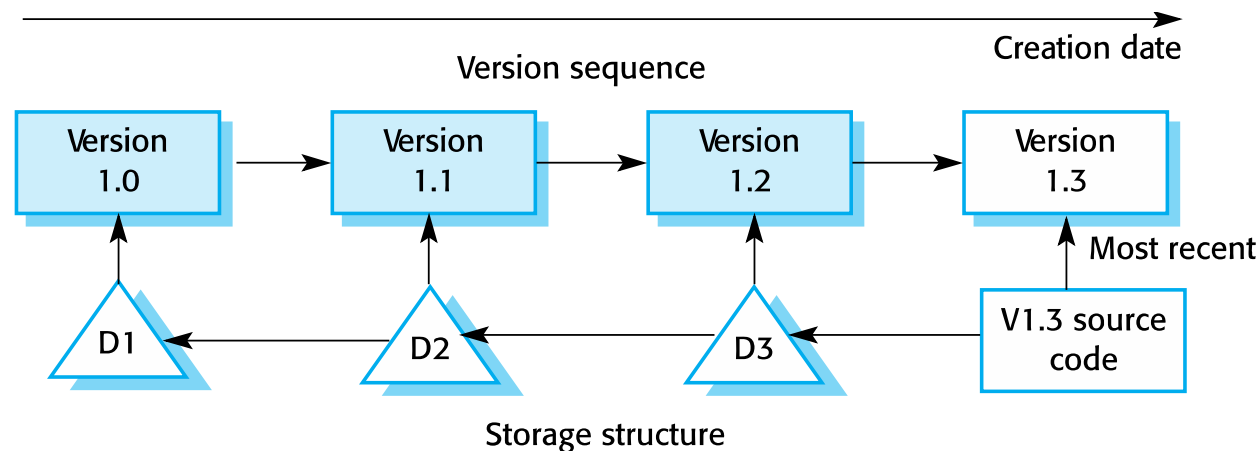 Creation date
Version sequence
Version
1.0
Version
1.1
Version
1.2
Version
1.3
Most recent
D1
D2
D3
V1.3 source
code
Storage structure